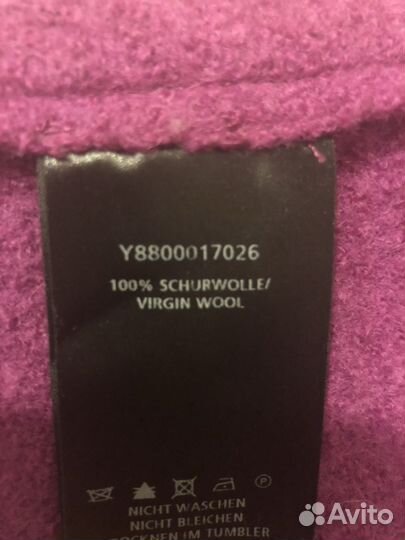 Y8800017026
100% SCHURWOLLE/
VIRGIN WOOL
P
NICHT WASCHEN
NICHT BLEICHEN
TROCKNEN IM TUMBLER
Avito